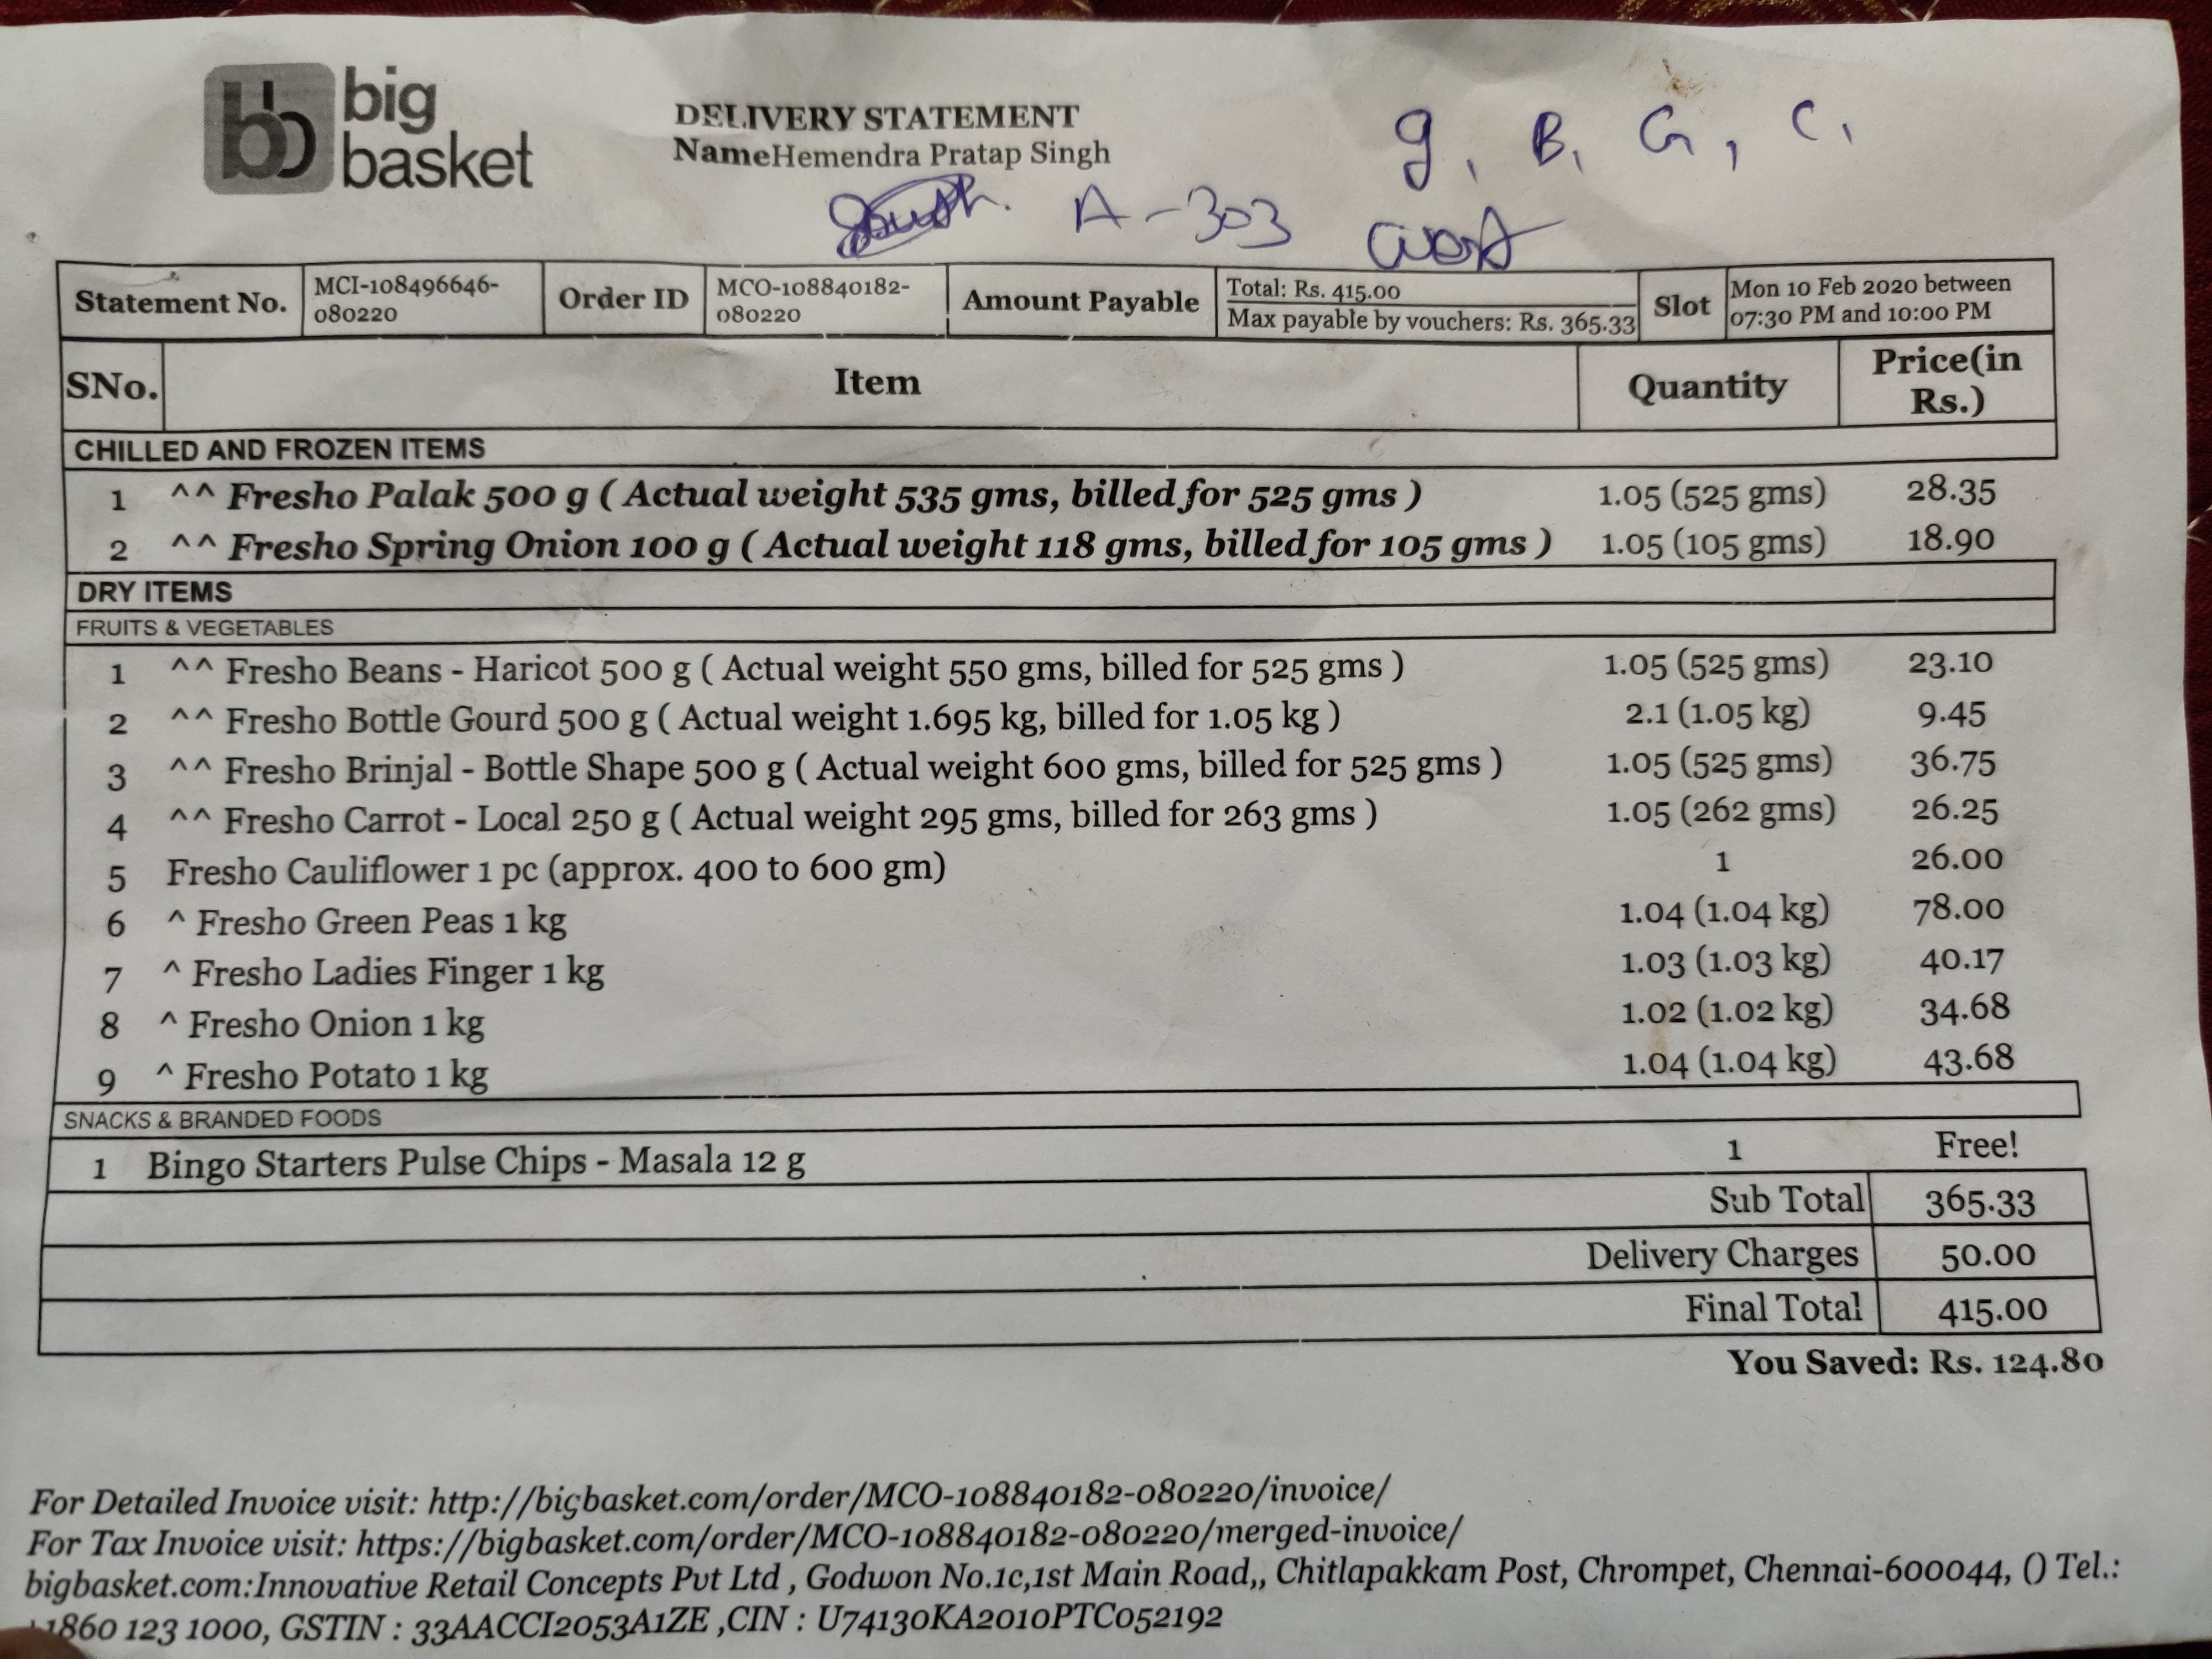 big
basket
DELIVERY STATEMENT
NameHemendra Pratap Singh
g, B, G, C,
A-303 West
Statement No. MCI-108496646-080220 Order ID MCO-108840182-080220 Amount Payable Total: Rs. 415.00 Max payable by vouchers: Rs. 365.33 Slot Mon 10 Feb 2020 between 07:30 PM and 10:00 PM
SNo. Item Quantity Price(in Rs.)
CHILLED AND FROZEN ITEMS
1 ^^ Fresho Palak 500 g ( Actual weight 535 gms, billed for 525 gms ) 1.05 (525 gms) 28.35
2 ^^ Fresho Spring Onion 100 g ( Actual weight 118 gms, billed for 105 gms ) 1.05 (105 gms) 18.90
DRY ITEMS
FRUITS & VEGETABLES
1 ^^ Fresho Beans - Haricot 500 g ( Actual weight 550 gms, billed for 525 gms ) 1.05 (525 gms) 23.10
2 ^^ Fresho Bottle Gourd 500 g ( Actual weight 1.695 kg, billed for 1.05 kg ) 2.1 (1.05 kg) 9.45
3 ^^ Fresho Brinjal - Bottle Shape 500 g ( Actual weight 600 gms, billed for 525 gms ) 1.05 (525 gms) 36.75
4 ^^ Fresho Carrot - Local 250 g ( Actual weight 295 gms, billed for 263 gms ) 1.05 (262 gms) 26.25
5 Fresho Cauliflower 1 pc (approx. 400 to 600 gm) 1 26.00
6 ^ Fresho Green Peas 1 kg 1.04 (1.04 kg) 78.00
7 ^ Fresho Ladies Finger 1 kg 1.03 (1.03 kg) 40.17
8 ^ Fresho Onion 1 kg 1.02 (1.02 kg) 34.68
9 ^ Fresho Potato 1 kg 1.04 (1.04 kg) 43.68
SNACKS & BRANDED FOODS
1 Bingo Starters Pulse Chips - Masala 12 g 1 Free!
Sub Total 365.33
Delivery Charges 50.00
Final Total 415.00
You Saved: Rs. 124.80
For Detailed Invoice visit: http://bigbasket.com/order/MCO-108840182-080220/invoice/
For Tax Invoice visit: https://bigbasket.com/order/MCO-108840182-080220/merged-invoice/
bigbasket.com:Innovative Retail Concepts Pvt Ltd , Godwon No.1c,1st Main Road,, Chitlapakkam Post, Chrompet, Chennai-600044, () Tel.:
1860 123 1000, GSTIN : 33AACCI2053A1ZE ,CIN : U74130KA2010PTC052192